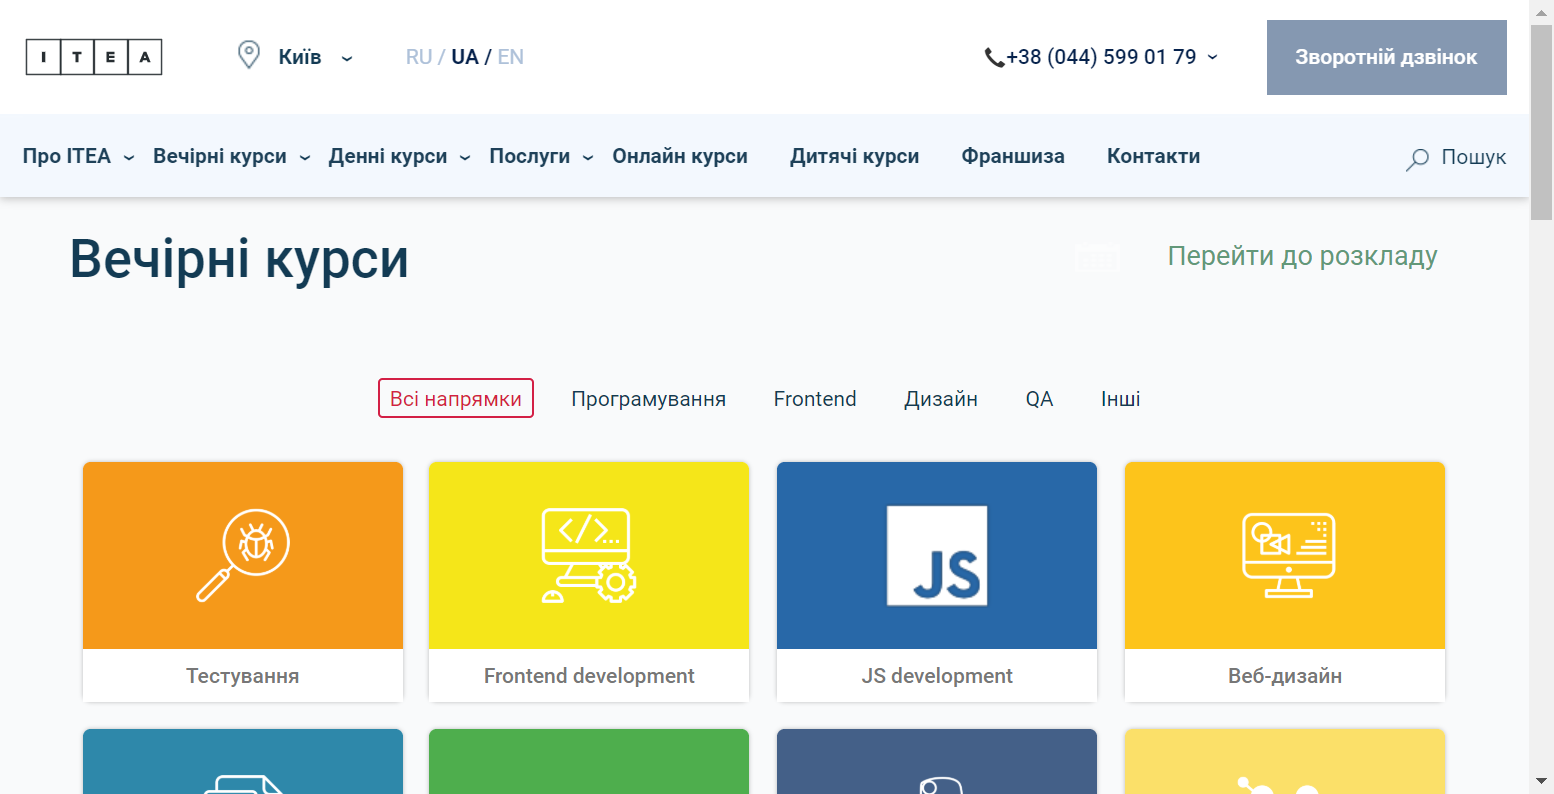 ITEA
Київ
RU / UA / EN
+38 (044) 599 01 79
Зворотній дзвінок
Про ITEA
Вечірні курси
Денні курси
Послуги
Онлайн курси
Дитячі курси
Франшиза
Контакти
Пошук
Вечірні курси
Перейти до розкладу
Всі напрямки
Програмування
Frontend
Дизайн
QA
Інші
JS
Тестування
Frontend development
JS development
Веб-дизайн